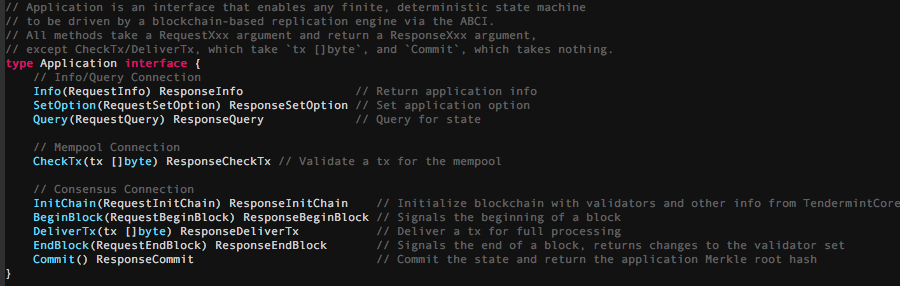 // Application is an interface that enables any finite, deterministic state machine
// to be driven by a blockchain-based replication engine via the ABCI.
// All methods take a RequestXxx argument and return a ResponseXxx argument,
// except CheckTx/DeliverTx, which take `tx []byte`, and `Commit`, which takes nothing.
type Application interface {
    // Info/Query Connection
    Info(RequestInfo) ResponseInfo                // Return application info
    SetOption(RequestSetOption) ResponseSetOption // Set application option
    Query(RequestQuery) ResponseQuery             // Query for state

    // Mempool Connection
    CheckTx(tx []byte) ResponseCheckTx // Validate a tx for the mempool

    // Consensus Connection
    InitChain(RequestInitChain) ResponseInitChain    // Initialize blockchain with validators and other info from TendermintCore
    BeginBlock(RequestBeginBlock) ResponseBeginBlock // Signals the beginning of a block
    DeliverTx(tx []byte) ResponseDeliverTx           // Deliver a tx for full processing
    EndBlock(RequestEndBlock) ResponseEndBlock       // Signals the end of a block, returns changes to the validator set
    Commit() ResponseCommit                          // Commit the state and return the application Merkle root hash
}